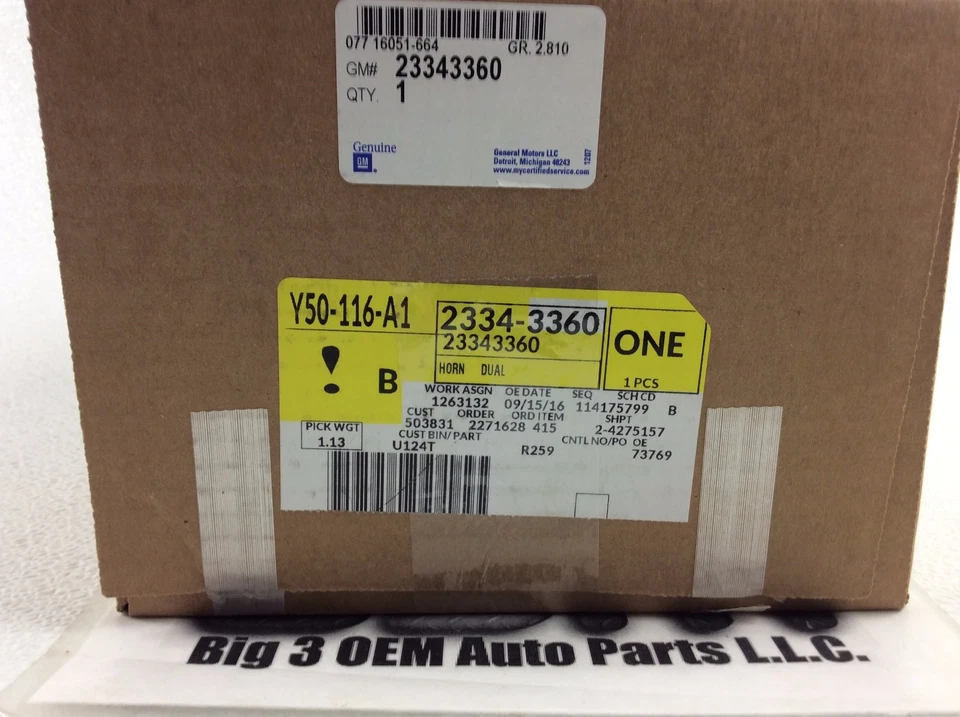 07 16051-664 GR. 2.810
GM# 23343360
QTY. 1
Genuine
GM
General Motors LLC
Detroit, Michigan 48243
www.mycertifiedservice.com
1207
Y50-116-A1
2334-3360
23343360
HORN DUAL
ONE
1 PCS
!
B
WORK ASGN OE DATE SEQ SCH CD
1263132 09/15/16 114175799 B
CUST ORDER ORD ITEM SHPT
503831 2271628 415 2-4275157
PICK WGT
1.13
CUST BIN/PART CNTL NO/PO OE
U124T R259 73769
Big 3 OEM Auto Parts L.L.C.